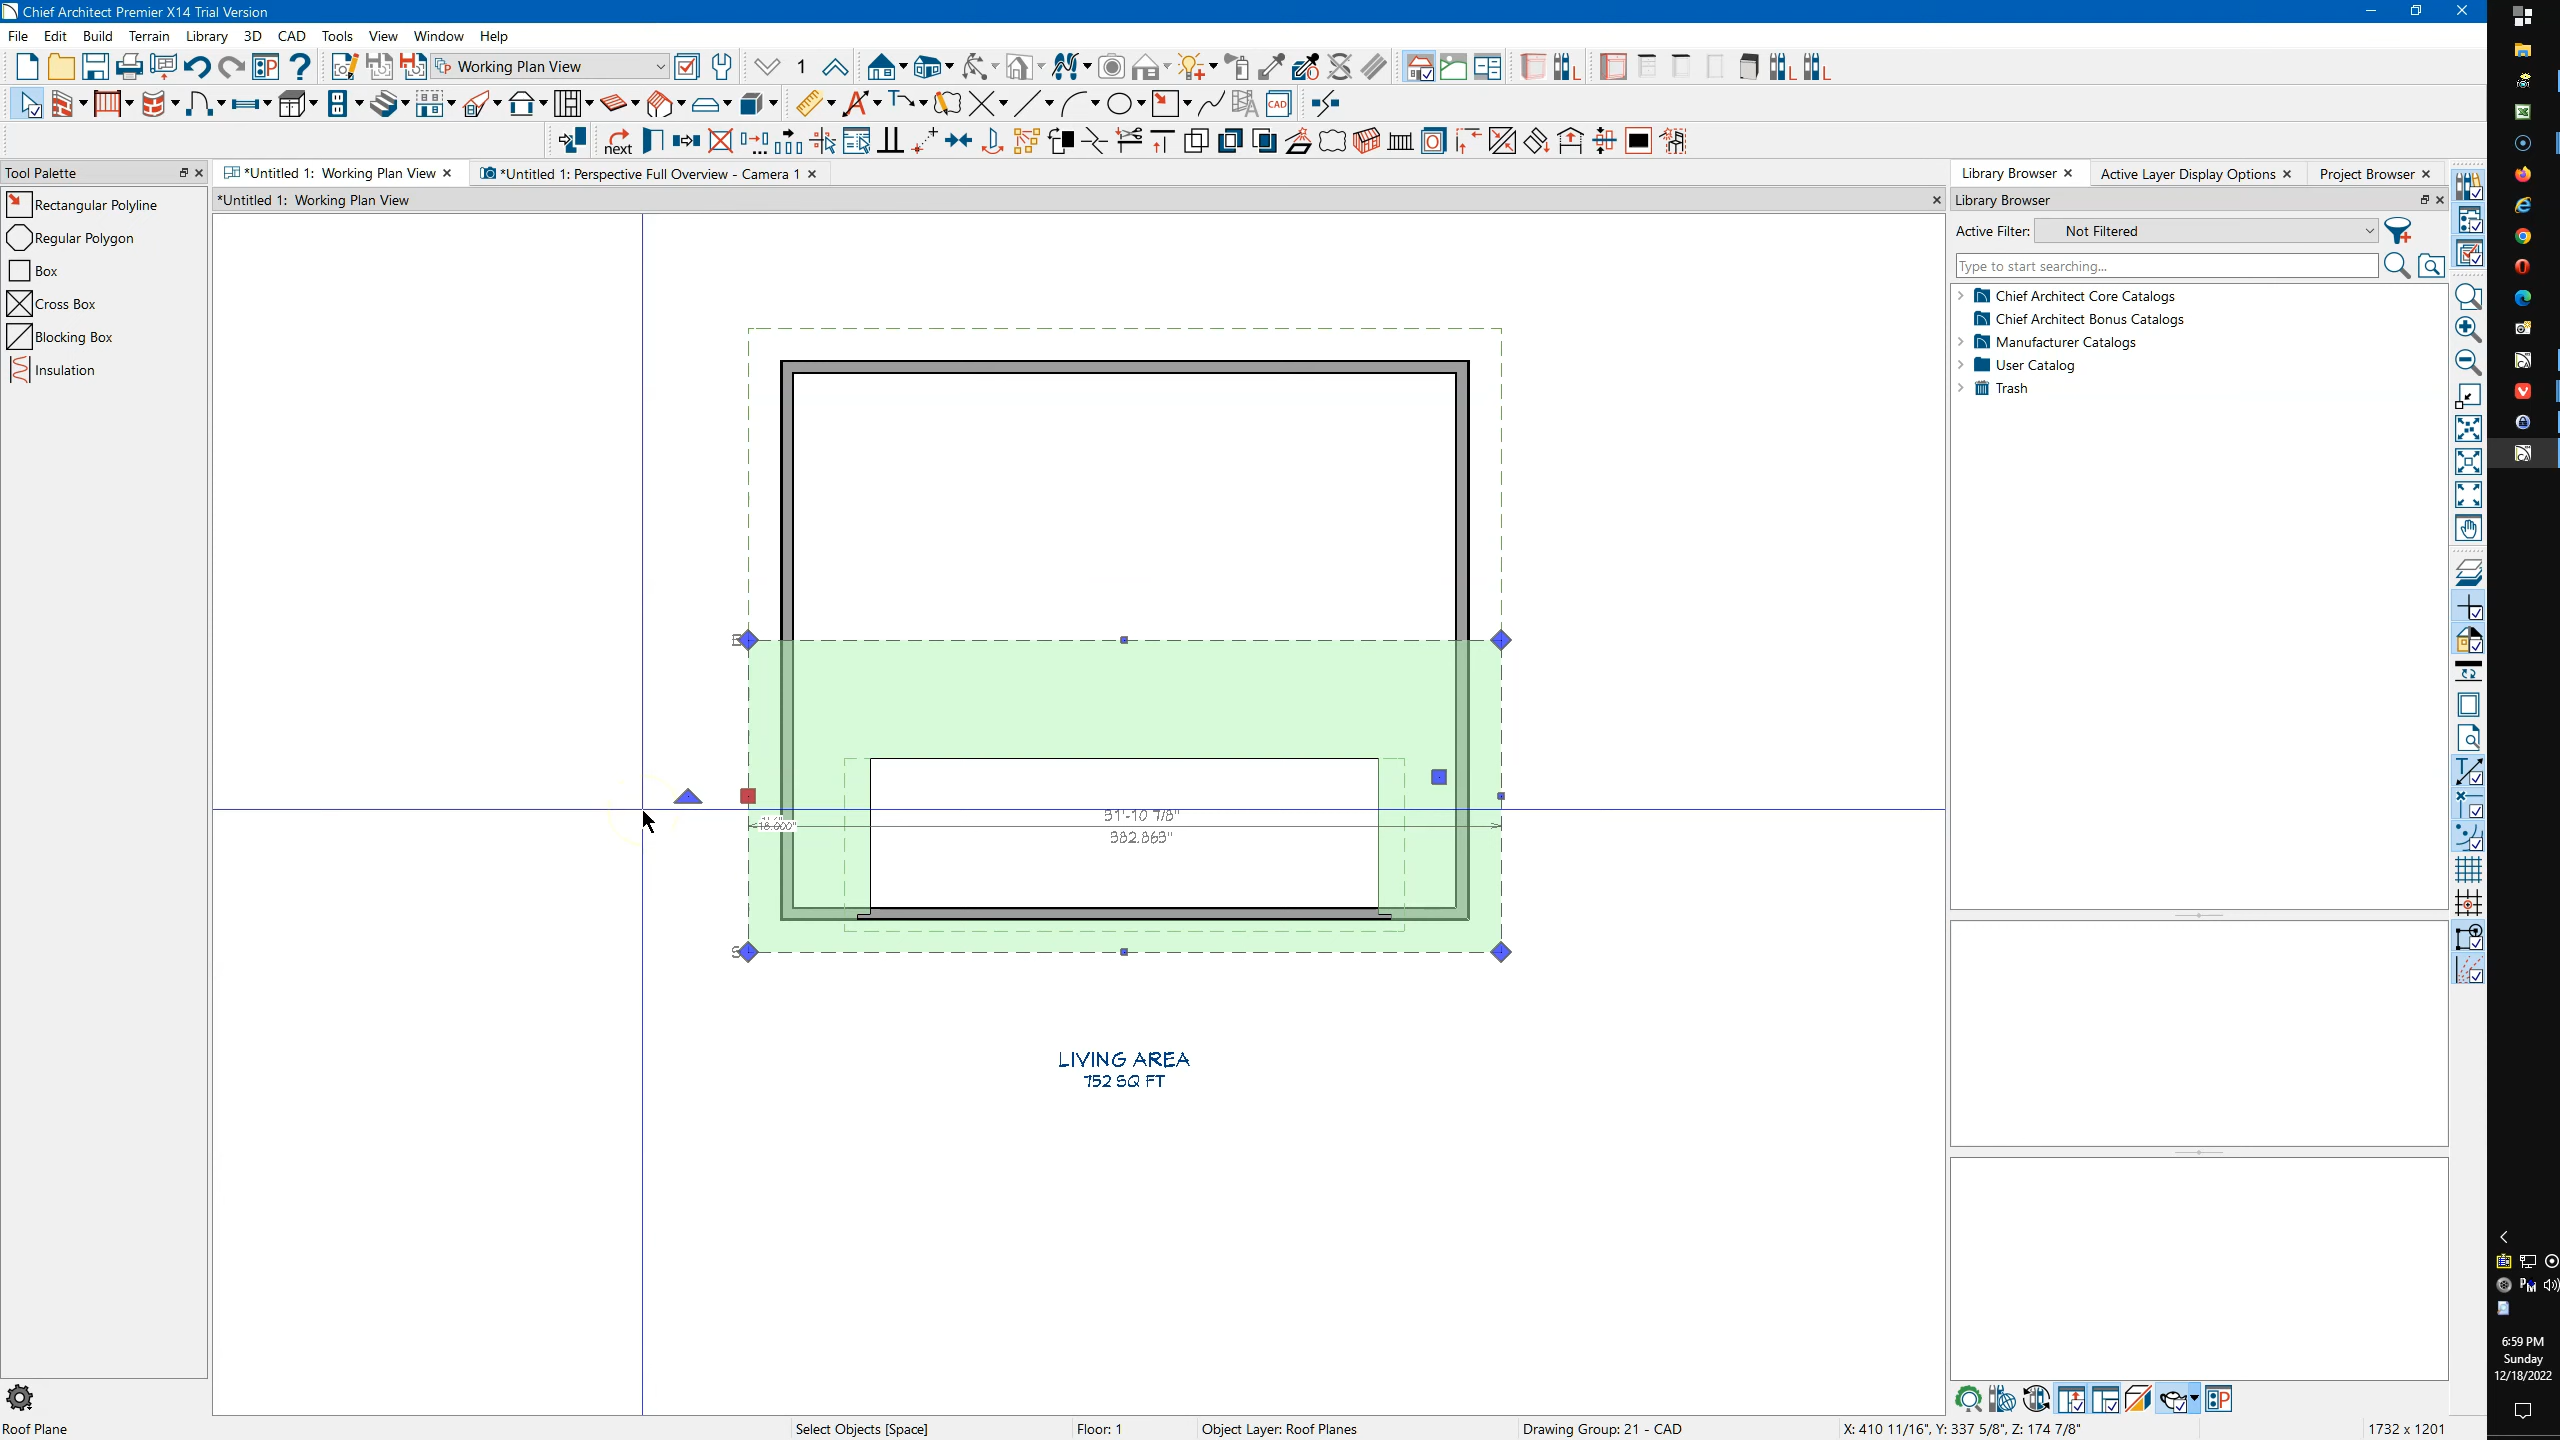 Chief Architect Premier X14 Trial Version
File Edit Build Terrain Library 3D CAD Tools View Window Help
Working Plan View
1
CAD
next
Tool Palette
Rectangular Polyline
Regular Polygon
Box
Cross Box
Blocking Box
Insulation
*Untitled 1: Working Plan View
*Untitled 1: Perspective Full Overview - Camera 1
*Untitled 1: Working Plan View
31'-10 7/8"
382.863"
18.000"
LIVING AREA
752 SQ FT
Library Browser
Active Layer Display Options
Project Browser
Library Browser
Active Filter: Not Filtered
Type to start searching...
Chief Architect Core Catalogs
Chief Architect Bonus Catalogs
Manufacturer Catalogs
User Catalog
Trash
6:59 PM
Sunday
12/18/2022
Roof Plane
Select Objects [Space]
Floor: 1
Object Layer: Roof Planes
Drawing Group: 21 - CAD
X: 410 11/16", Y: 337 5/8", Z: 174 7/8"
1732 x 1201